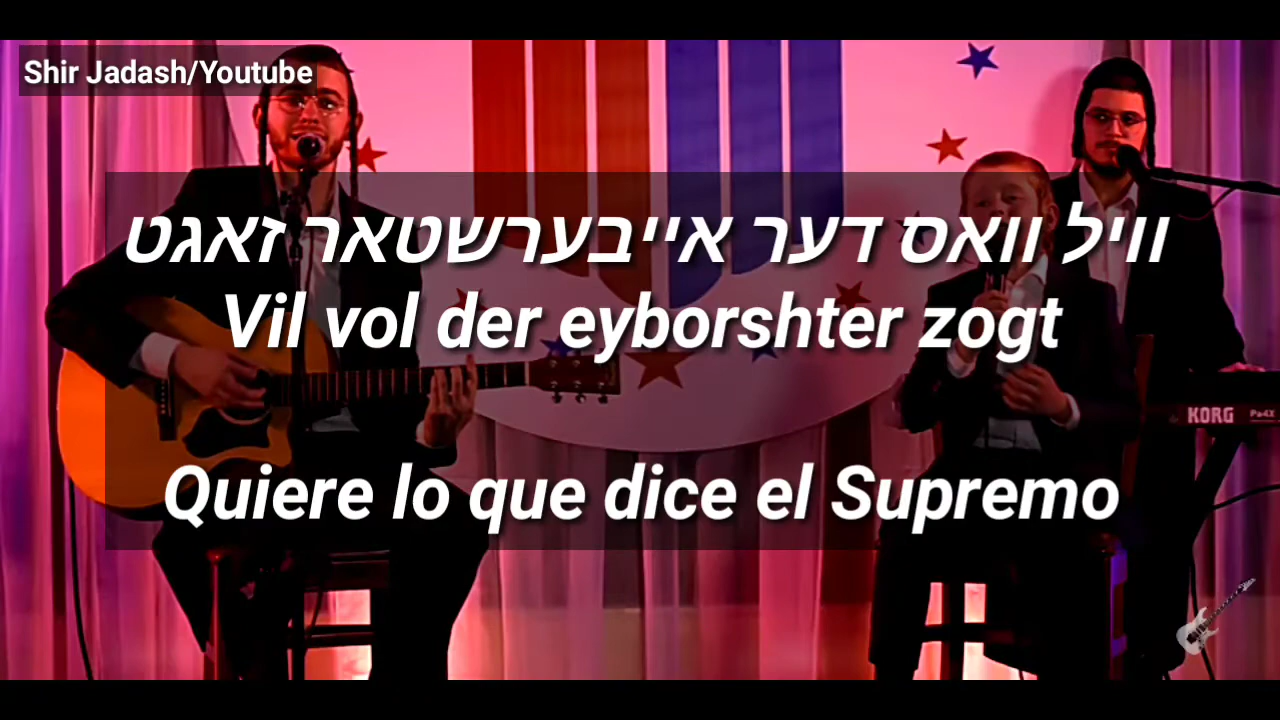 Shir Jadash/Youtube
וויל וואס דער אייבערשטאר זאגט
Vil vol der eyborshter zogt
Quiere lo que dice el Supremo
KORG Pa4X